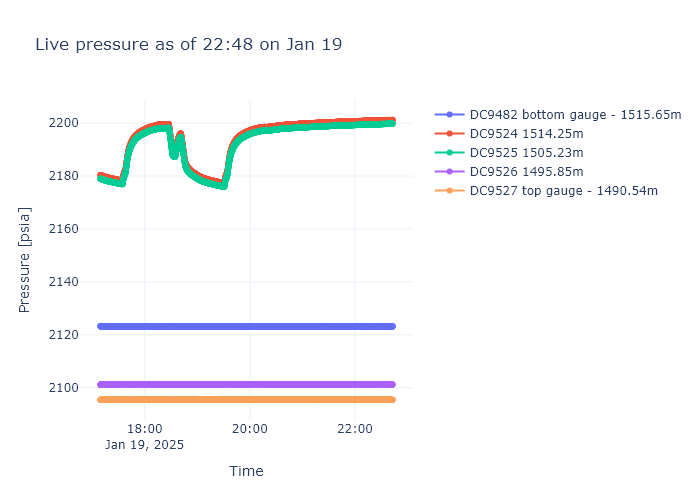 Live pressure as of 22:48 on Jan 19
DC9482 bottom gauge - 1515.65m
DC9524 1514.25m
DC9525 1505.23m
DC9526 1495.85m
DC9527 top gauge - 1490.54m
Pressure [psia]
2200
2180
2160
2140
2120
2100
18:00
20:00
22:00
Jan 19, 2025
Time